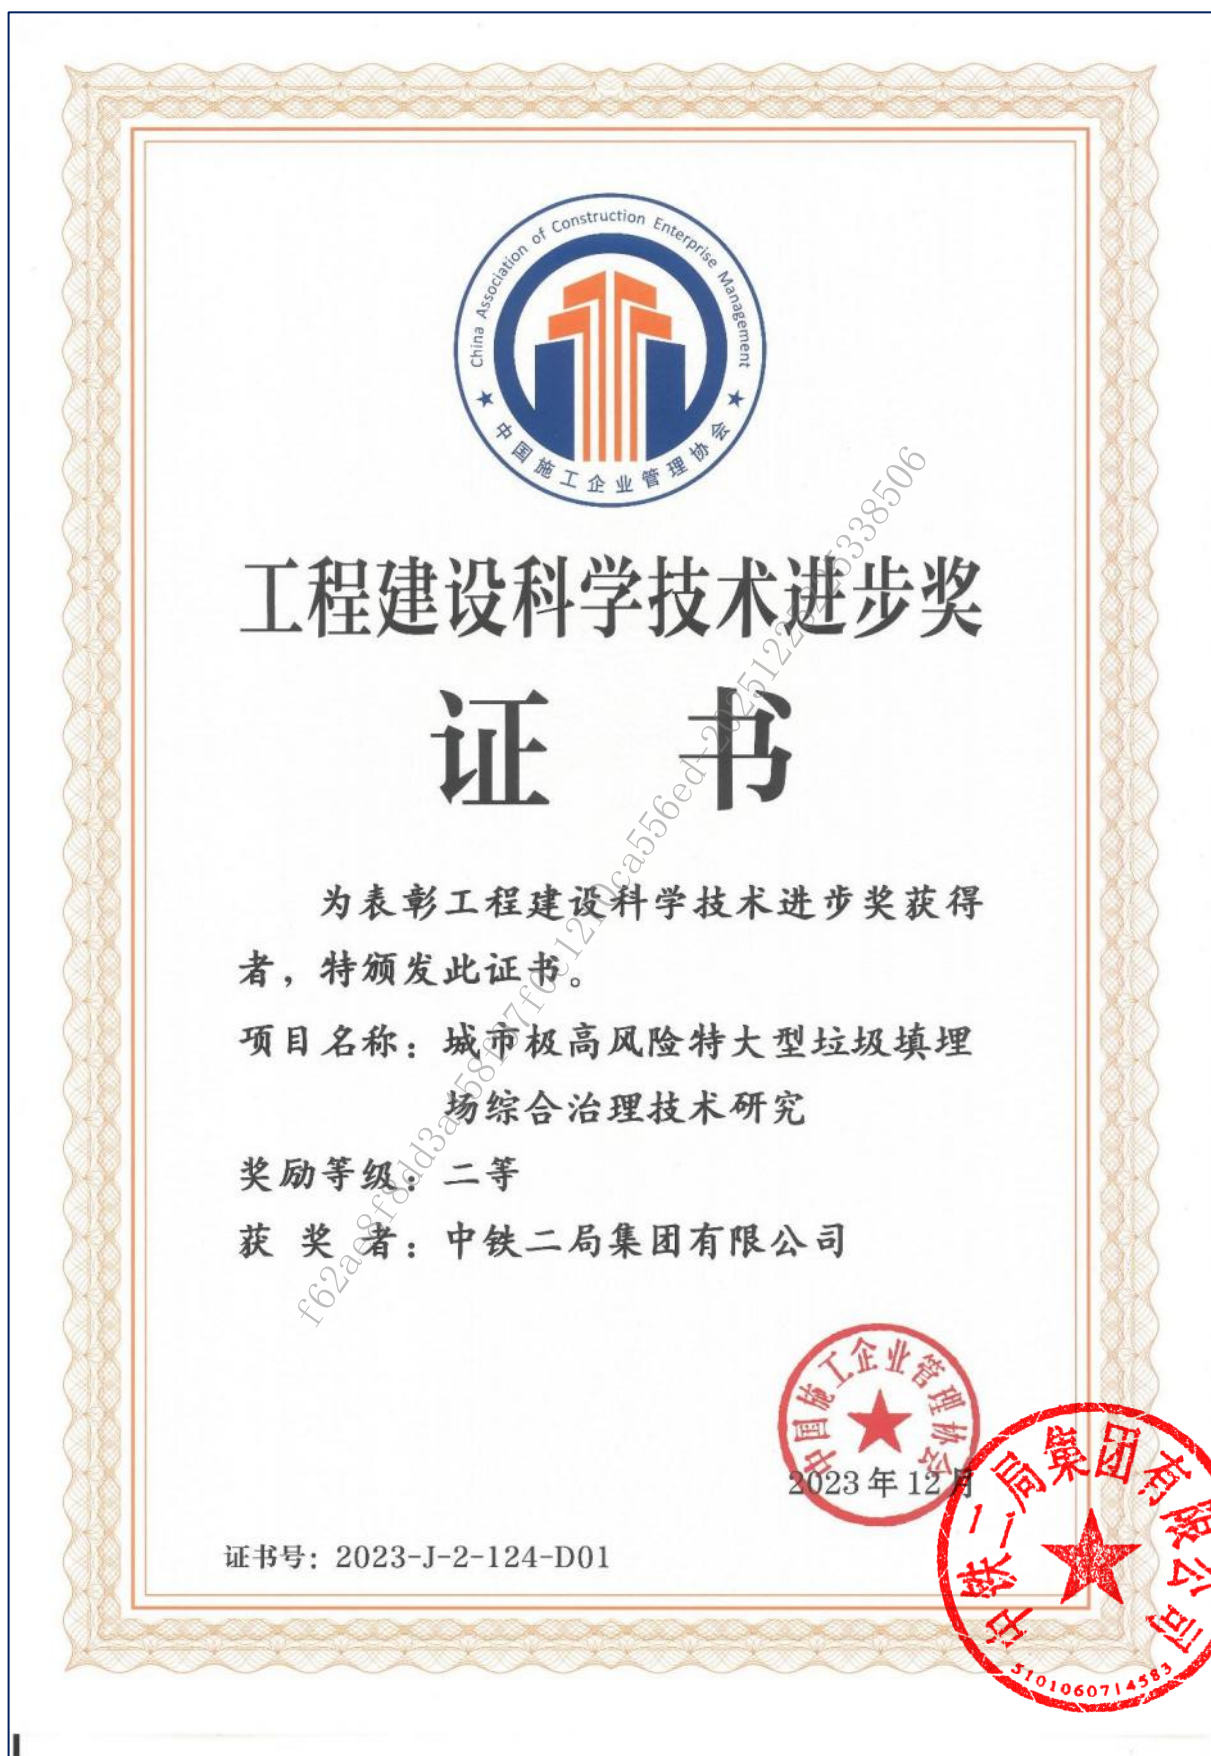 China Association of Construction Enterprise Management
中国施工企业管理协会
工程建设科学技术进步奖
证 书
为表彰工程建设科学技术进步奖获得
者，特颁发此证书。
项目名称：城市极高风险特大型垃圾填埋
场综合治理技术研究
奖励等级：二等
获 奖 者：中铁二局集团有限公司
中国施工企业管理协会
2023年12月
证书号：2023-J-2-124-D01
中铁二局集团有限公司
5101060714583